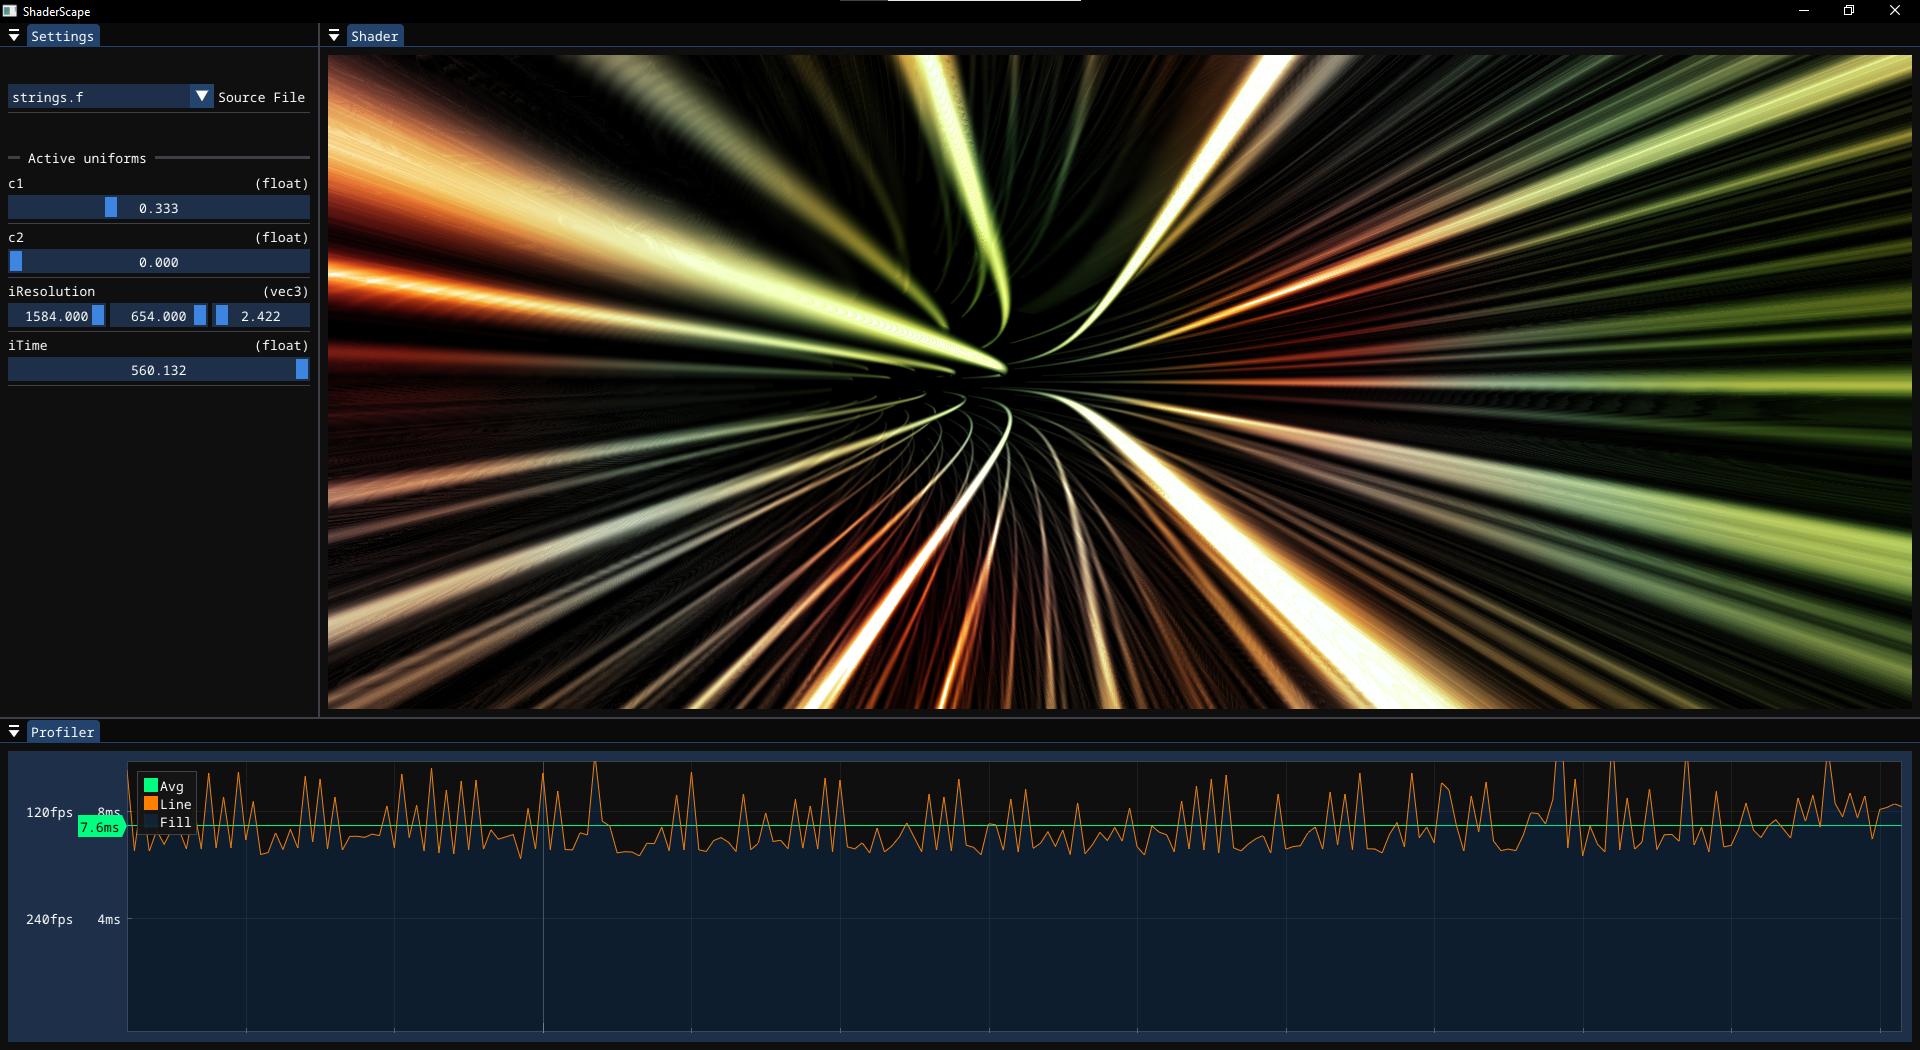 ShaderScape
Settings
Shader
strings.f
Source File
Active uniforms
c1 (float)
0.333
c2 (float)
0.000
iResolution (vec3)
1584.000 654.000 2.422
iTime (float)
560.132
Profiler
Avg
Line
Fill
120fps 8ms
7.6ms
240fps 4ms